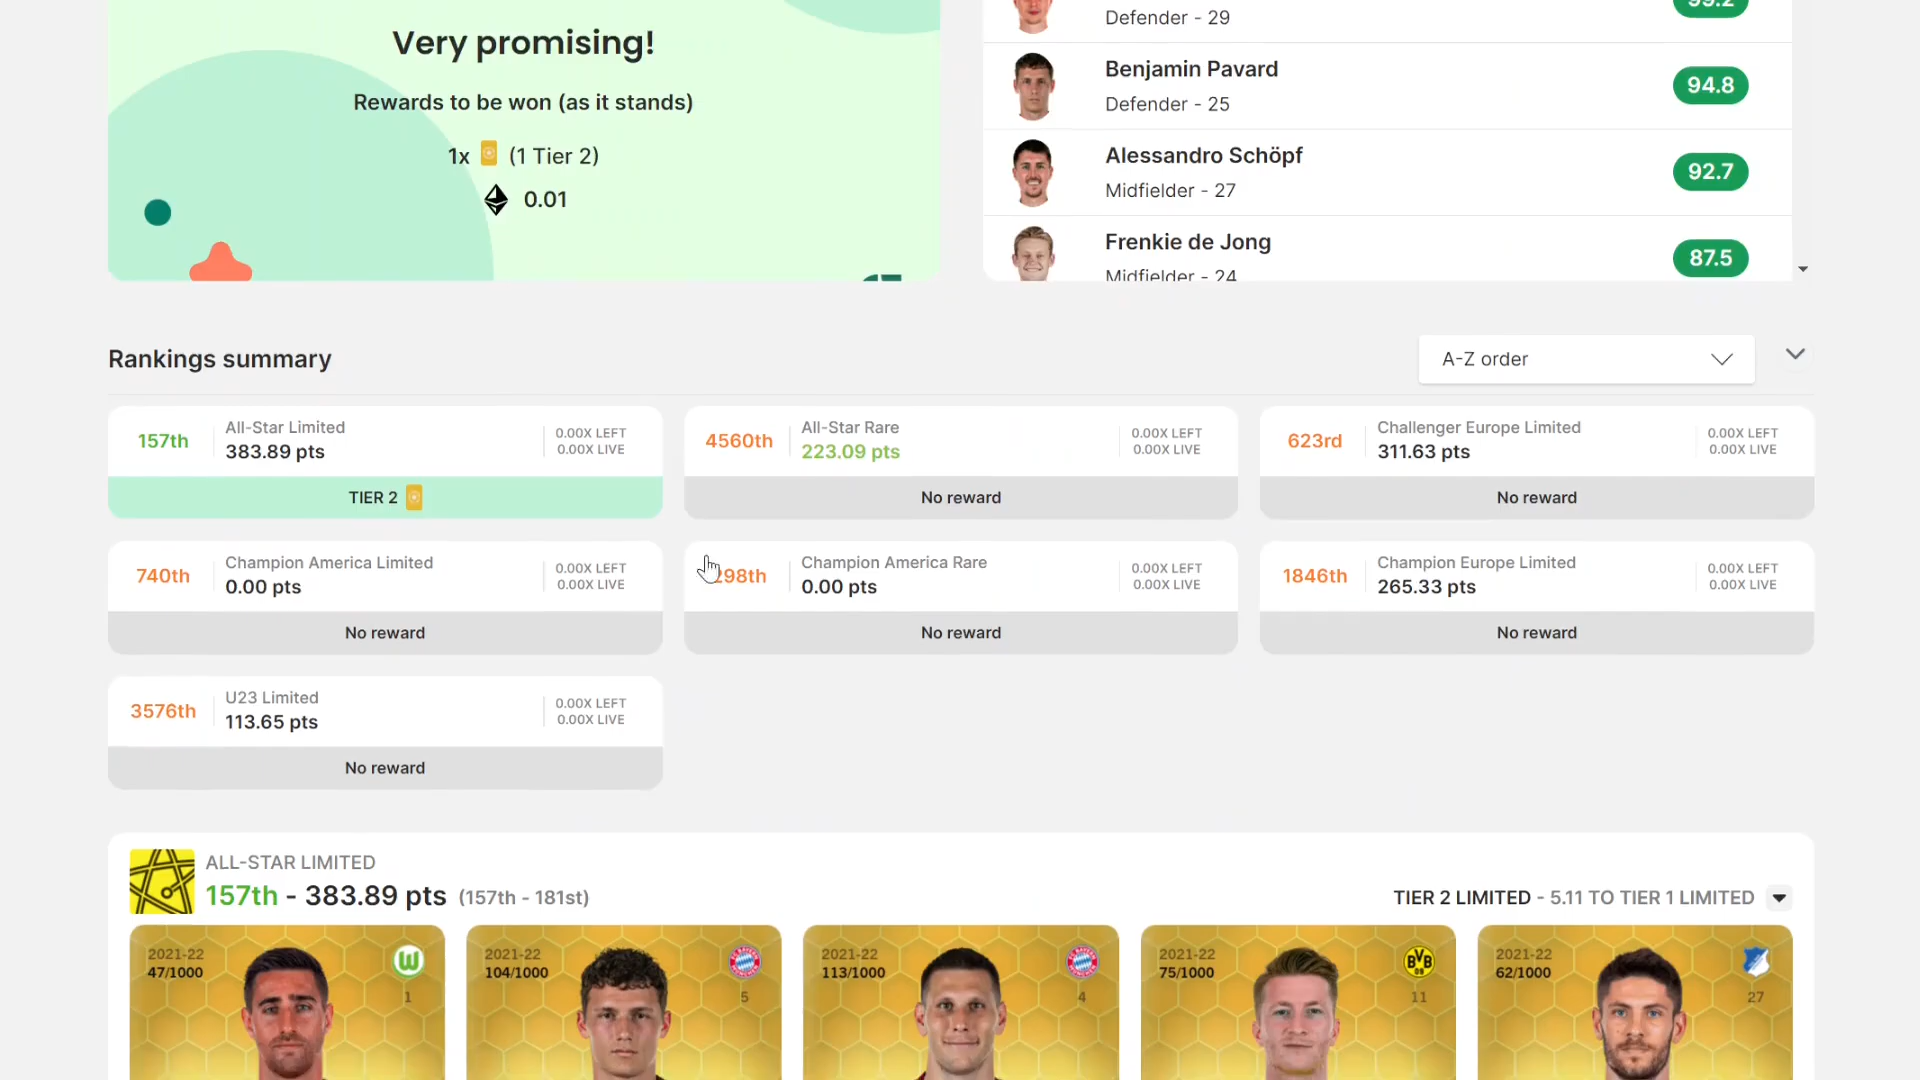 Very promising!
Rewards to be won (as it stands)
1x (1 Tier 2)
0.01
Defender - 29
99.2
Benjamin Pavard
Defender - 25
94.8
Alessandro Schöpf
Midfielder - 27
92.7
Frenkie de Jong
Midfielder - 24
87.5
Rankings summary
A-Z order
157th
All-Star Limited
383.89 pts
0.00X LEFT
0.00X LIVE
TIER 2
4560th
All-Star Rare
223.09 pts
0.00X LEFT
0.00X LIVE
No reward
623rd
Challenger Europe Limited
311.63 pts
0.00X LEFT
0.00X LIVE
No reward
740th
Champion America Limited
0.00 pts
0.00X LEFT
0.00X LIVE
No reward
Champion America Rare
0.00 pts
0.00X LEFT
0.00X LIVE
No reward
1846th
Champion Europe Limited
265.33 pts
0.00X LEFT
0.00X LIVE
No reward
3576th
U23 Limited
113.65 pts
0.00X LEFT
0.00X LIVE
No reward
ALL-STAR LIMITED
157th - 383.89 pts (157th - 181st)
TIER 2 LIMITED - 5.11 TO TIER 1 LIMITED
2021-22
47/1000
W
1
2021-22
104/1000
5
2021-22
113/1000
4
2021-22
75/1000
BVB
09
11
2021-22
62/1000
27